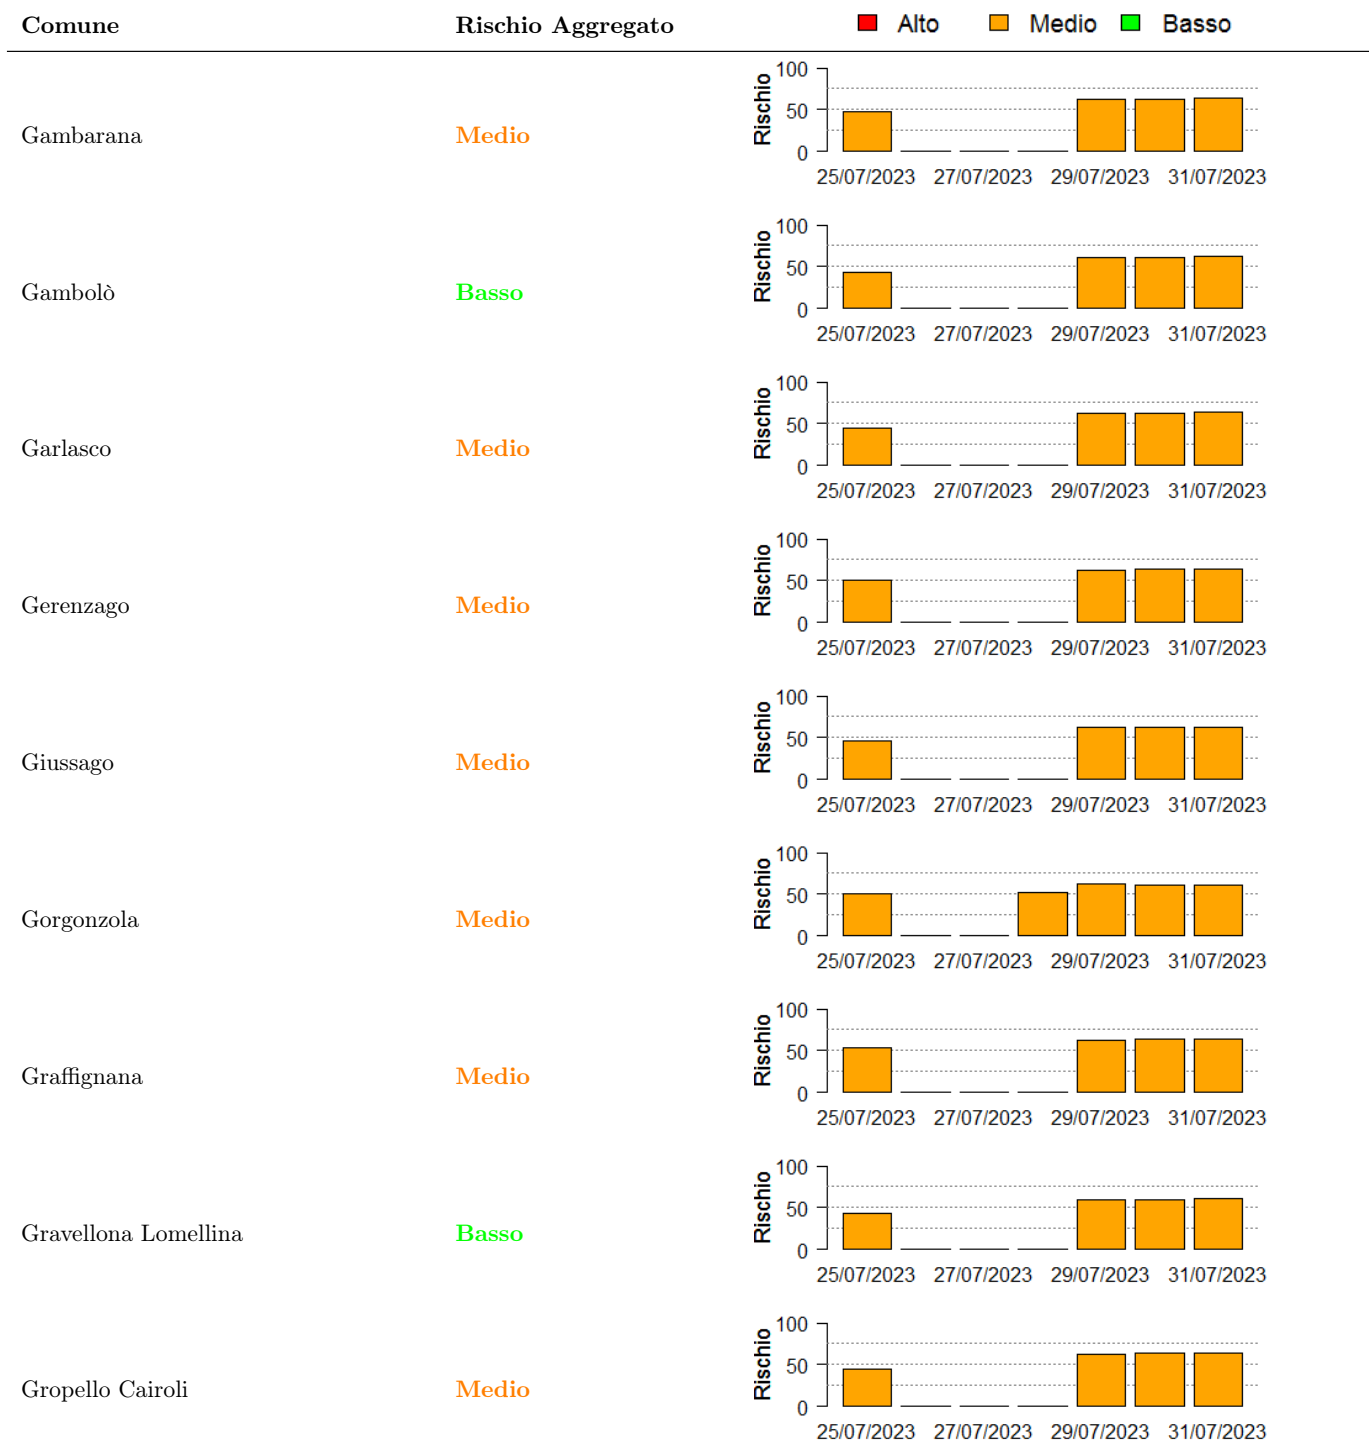 Comune Rischio Aggregato Alto Medio Basso
Gambarana Medio
Rischio
100
50
0
25/07/2023 27/07/2023 29/07/2023 31/07/2023
Gambolò Basso
Rischio
100
50
0
25/07/2023 27/07/2023 29/07/2023 31/07/2023
Garlasco Medio
Rischio
100
50
0
25/07/2023 27/07/2023 29/07/2023 31/07/2023
Gerenzago Medio
Rischio
100
50
0
25/07/2023 27/07/2023 29/07/2023 31/07/2023
Giussago Medio
Rischio
100
50
0
25/07/2023 27/07/2023 29/07/2023 31/07/2023
Gorgonzola Medio
Rischio
100
50
0
25/07/2023 27/07/2023 29/07/2023 31/07/2023
Graffignana Medio
Rischio
100
50
0
25/07/2023 27/07/2023 29/07/2023 31/07/2023
Gravellona Lomellina Basso
Rischio
100
50
0
25/07/2023 27/07/2023 29/07/2023 31/07/2023
Gropello Cairoli Medio
Rischio
100
50
0
25/07/2023 27/07/2023 29/07/2023 31/07/2023